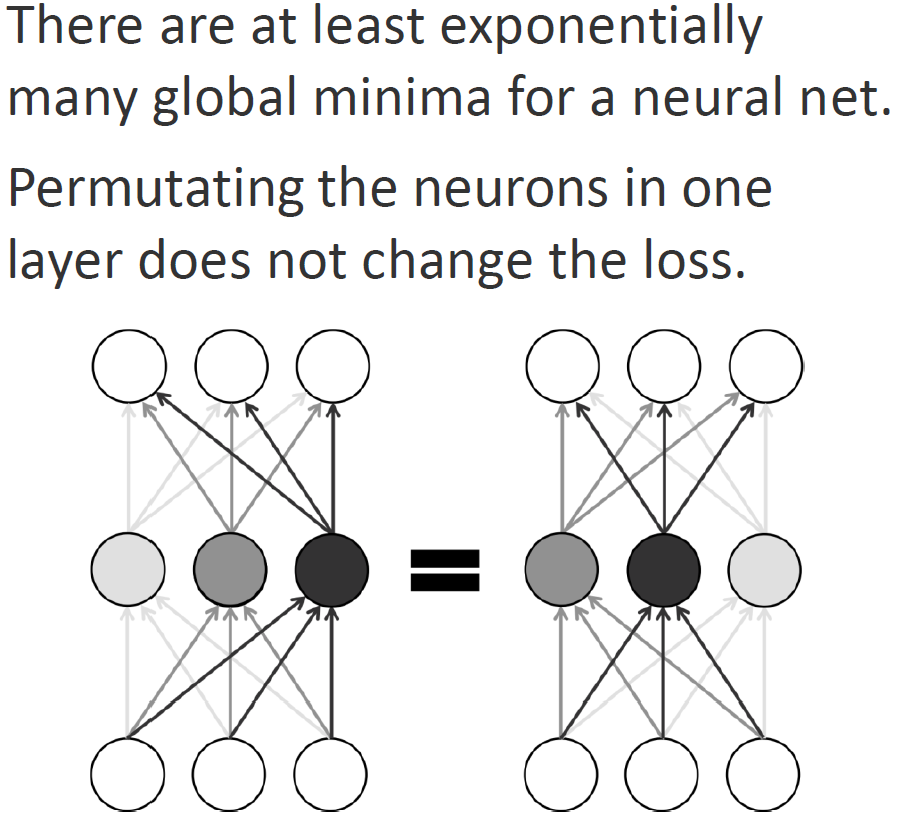 There are at least exponentially
many global minima for a neural net.
Permutating the neurons in one
layer does not change the loss.